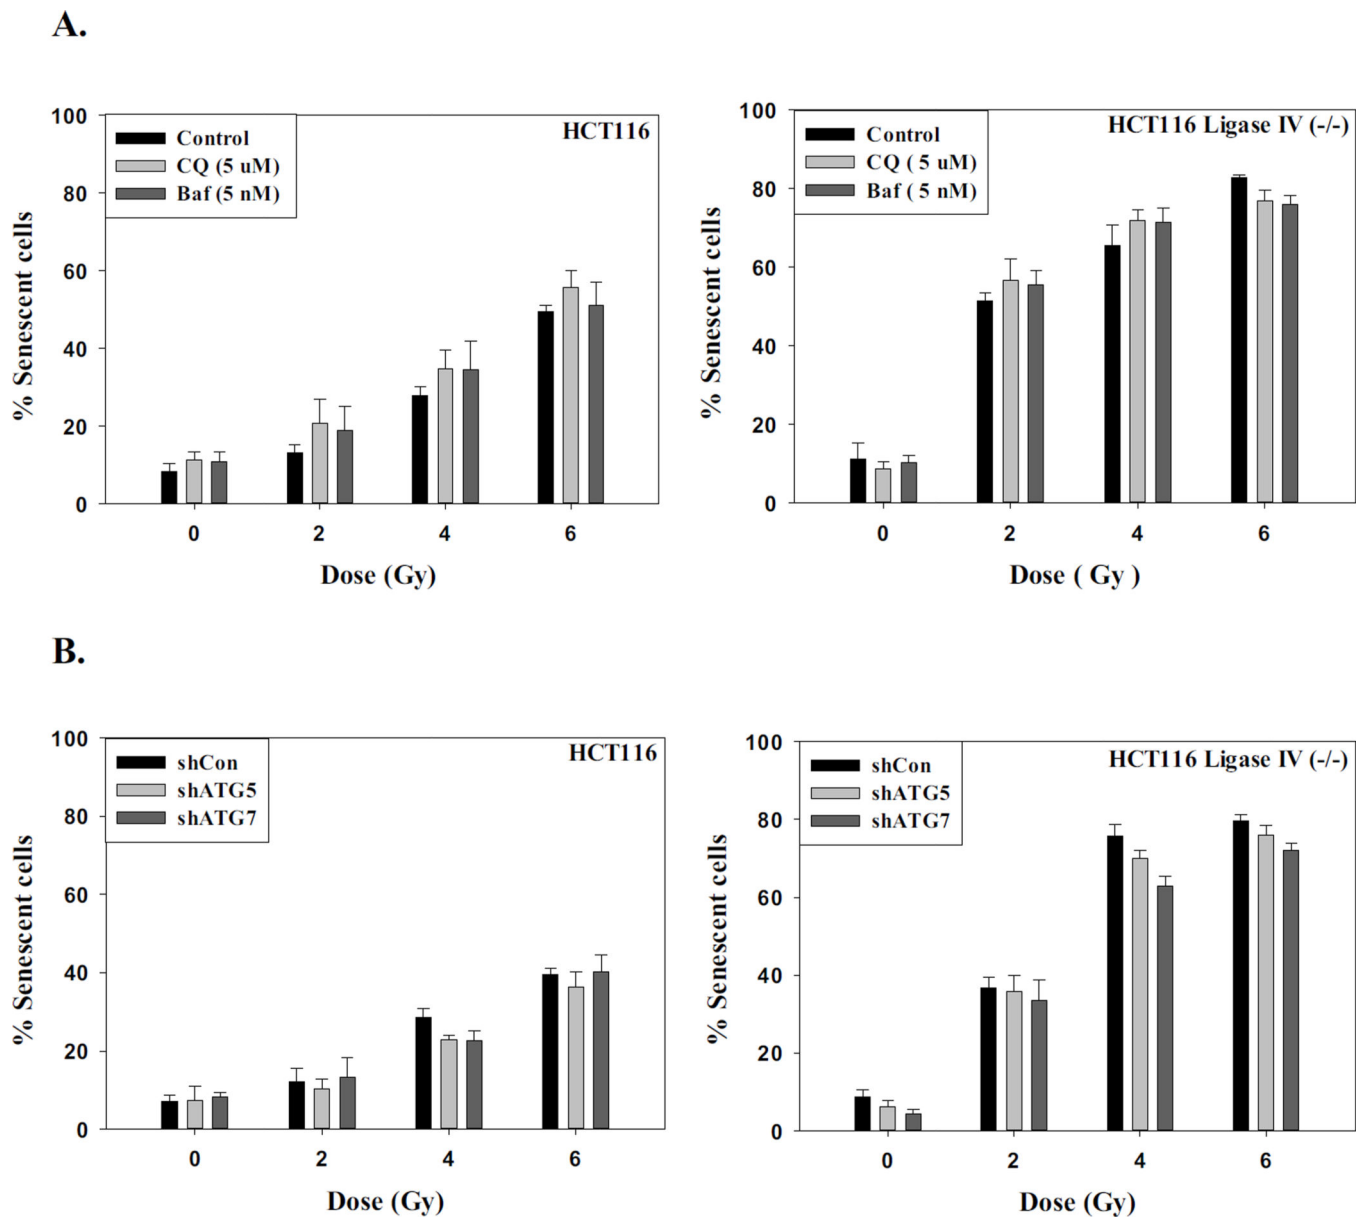 A.
HCT116
Control
CQ (5 uM)
Baf (5 nM)
% Senescent cells
100
80
60
40
20
0
0 2 4 6
Dose (Gy)
HCT116 Ligase IV (-/-)
Control
CQ ( 5 uM)
Baf ( 5 nM)
% Senescent cells
100
80
60
40
20
0
0 2 4 6
Dose ( Gy )
B.
HCT116
shCon
shATG5
shATG7
% Senescent cells
100
80
60
40
20
0
0 2 4 6
Dose (Gy)
HCT116 Ligase IV (-/-)
shCon
shATG5
shATG7
% Senescent cells
100
80
60
40
20
0
0 2 4 6
Dose (Gy)